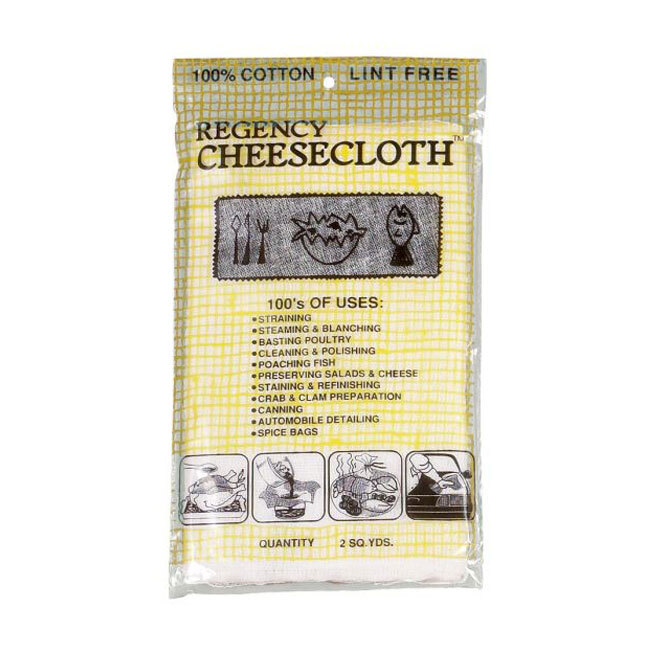 100% COTTON LINT FREE
REGENCY
CHEESECLOTH™
100's OF USES:
•STRAINING
•STEAMING & BLANCHING
•BASTING POULTRY
•CLEANING & POLISHING
•POACHING FISH
•PRESERVING SALADS & CHEESE
•STAINING & REFINISHING
•CRAB & CLAM PREPARATION
•CANNING
•AUTOMOBILE DETAILING
•SPICE BAGS
QUANTITY 2 SQ.YDS.